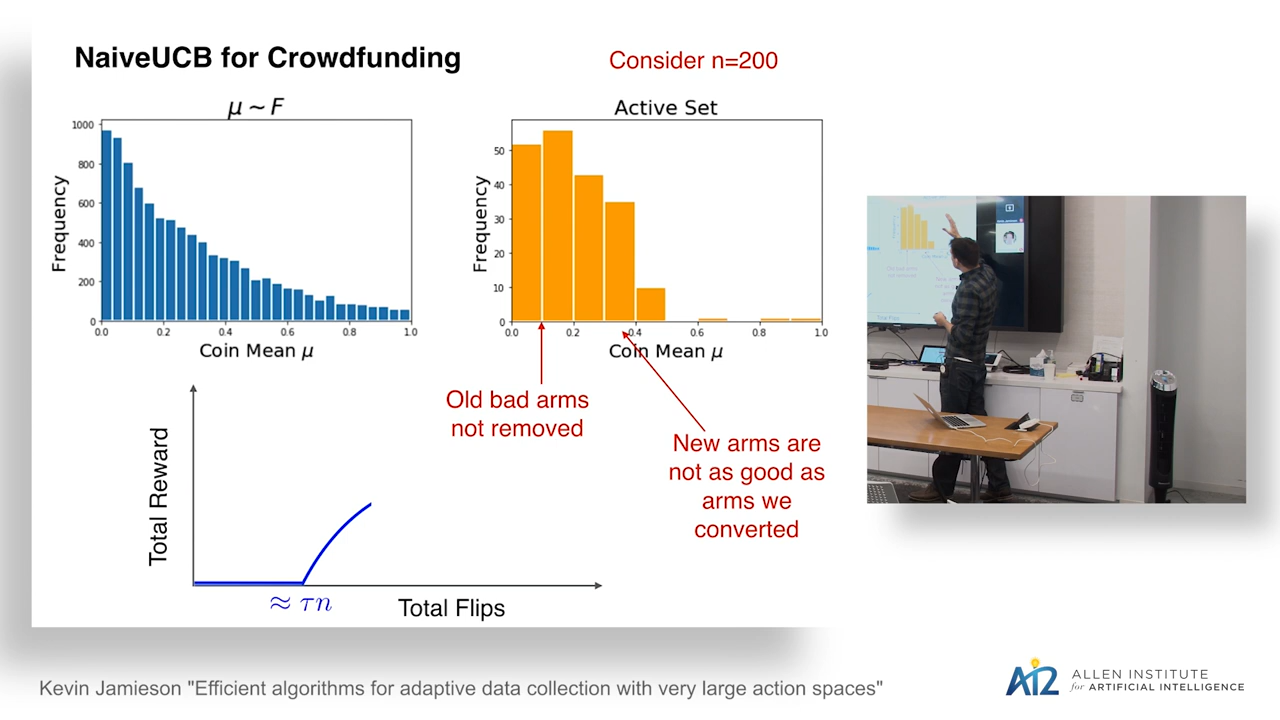 NaiveUCB for Crowdfunding
Consider n=200
μ ~ F
1000
800
600
400
200
0
Frequency
0.0 0.2 0.4 0.6 0.8 1.0
Coin Mean μ
Active Set
50
40
30
20
10
0
Frequency
0.0 0.2 0.4 0.6 0.8 1.0
Coin Mean μ
Old bad arms
not removed
New arms are
not as good as
arms we
converted
Total Reward
≈ τn
Total Flips
Kevin Jamieson "Efficient algorithms for adaptive data collection with very large action spaces"
AI2
ALLEN INSTITUTE
for ARTIFICIAL INTELLIGENCE